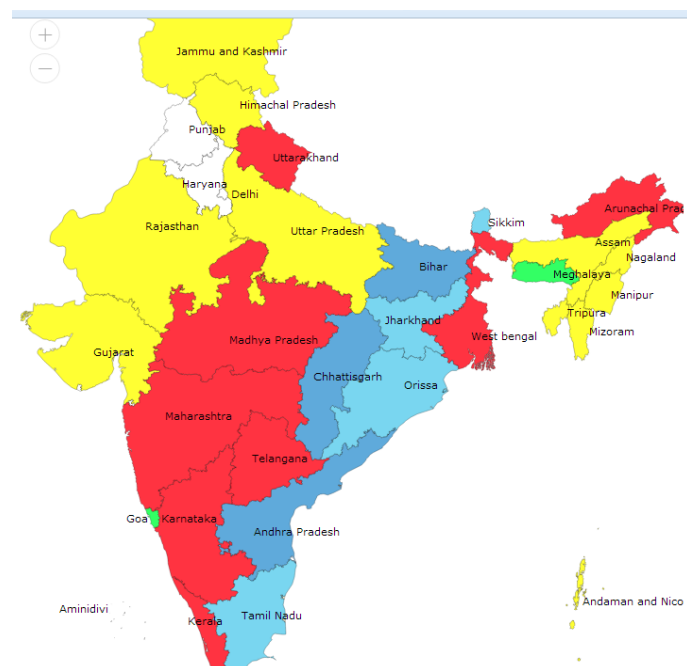 Jammu and Kashmir
Himachal Pradesh
Punjab
Uttarakhand
Haryana
Delhi
Rajasthan
Uttar Pradesh
Sikkim
Arunachal Prad
Assam
Nagaland
Bihar
Meghalaya
Manipur
Tripura
Mizoram
Jharkhand
West bengal
Madhya Pradesh
Gujarat
Chhattisgarh
Orissa
Maharashtra
Telangana
Goa
Karnataka
Andhra Pradesh
Andaman and Nico
Aminidivi
Kerala
Tamil Nadu